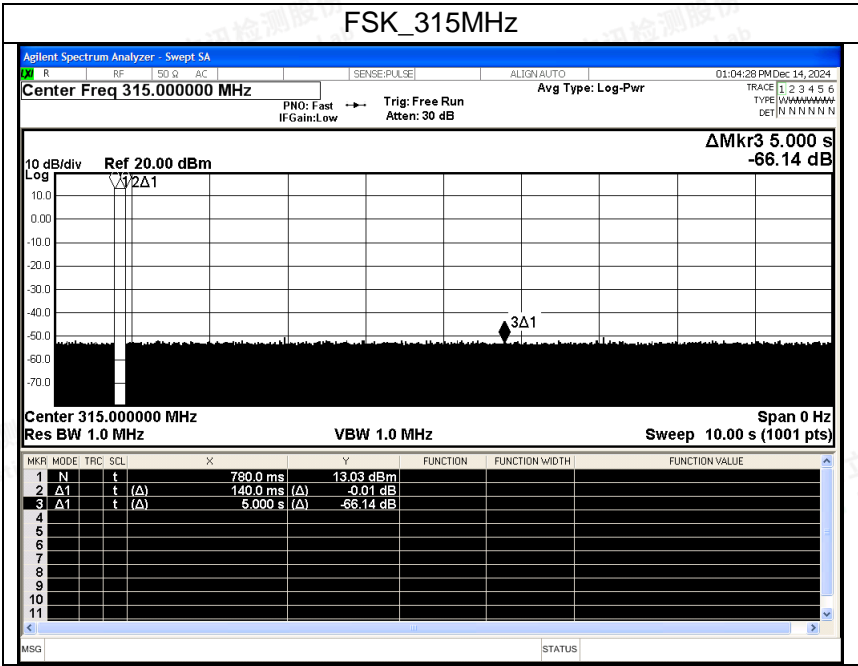 FSK_315MHz
Agilent Spectrum Analyzer - Swept SA
LXI R RF 50 Ω AC SENSE:PULSE ALIGN AUTO 01:04:28 PM Dec 14, 2024
Center Freq 315.000000 MHz
PNO: Fast Trig: Free Run Avg Type: Log-Pwr TRACE 1 2 3 4 5 6
IFGain:Low Atten: 30 dB TYPE
DET N N N N N N
ΔMkr3 5.000 s
-66.14 dB
10 dB/div Ref 20.00 dBm
Log
1 2Δ1
10.0
0.00
-10.0
-20.0
-30.0
-40.0
3Δ1
-50.0
-60.0
-70.0
Center 315.000000 MHz Span 0 Hz
Res BW 1.0 MHz VBW 1.0 MHz Sweep 10.00 s (1001 pts)
MKR MODE TRC SCL X Y FUNCTION FUNCTION WIDTH FUNCTION VALUE
1 N t 780.0 ms 13.03 dBm
2 Δ1 t (Δ) 140.0 ms (Δ) -0.01 dB
3 Δ1 t (Δ) 5.000 s (Δ) -66.14 dB
4
5
6
7
8
9
10
11
MSG STATUS